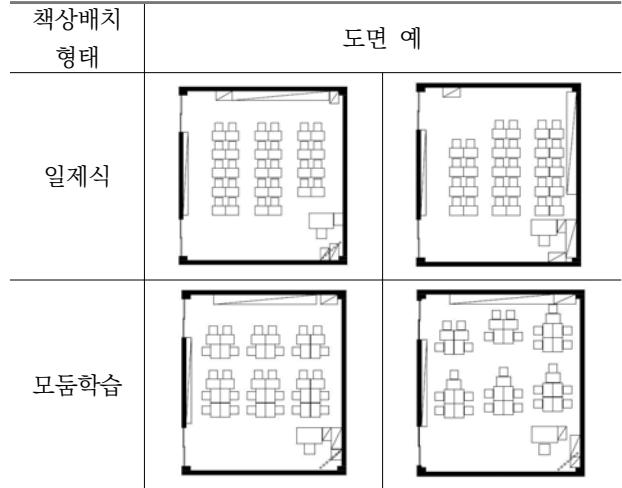 책상배치
형태
도면 예
일제식
모둠학습